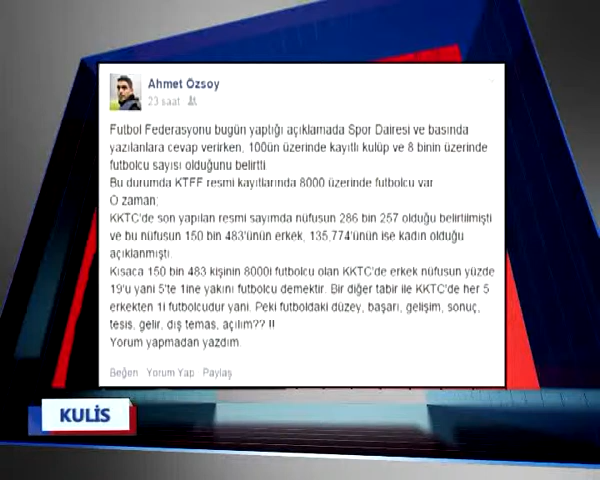 Ahmet Özsoy
23 saat
Futbol Federasyonu bugün yaptığı açıklamada Spor Dairesi ve basında
yazılanlara cevap verirken, 100ün üzerinde kayıtlı kulüp ve 8 binin üzerinde
futbolcu sayısı olduğunu belirtti.
Bu durumda KTFF resmi kayıtlarında 8000 üzerinde futbolcu var
O zaman;
KKTC'de son yapılan resmi sayımda nüfusun 286 bin 257 olduğu belirtilmişti
ve bu nüfusun 150 bin 483'ünün erkek, 135,774'ünün ise kadın olduğu
açıklanmıştı.
Kısaca 150 bin 483 kişinin 8000i futbolcu olan KKTC'de erkek nüfusun yüzde
19'u yani 5'te 1ine yakını futbolcu demektir. Bir diğer tabir ile KKTC'de her 5
erkekten 1i futbolcudur yani. Peki futboldaki düzey, başarı, gelişim, sonuç,
tesis, gelir, dış temas, açılım?? !!
Yorum yapmadan yazdım.
Beğen Yorum Yap Paylaş
KULİS